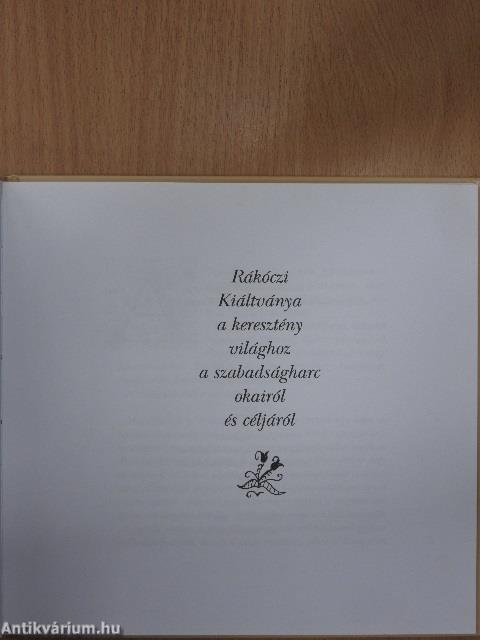 Rákóczi
Kiáltványa
a keresztény
világhoz
a szabadságharc
okairól
és céljáról
Antikvárium.hu